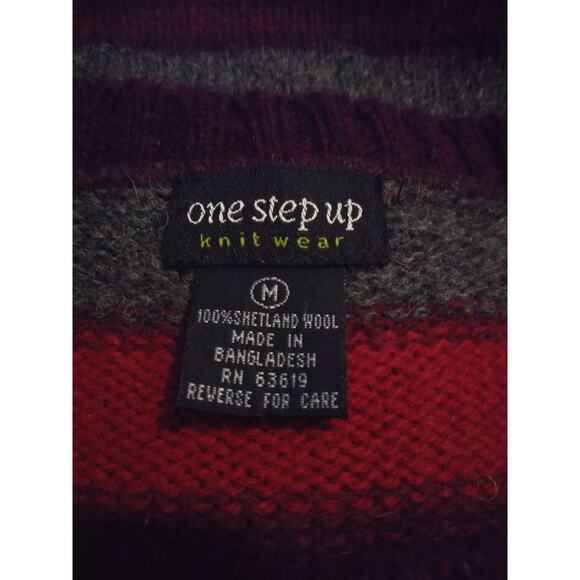 one step up
knit wear
M
100%SHETLAND WOOL
MADE IN
BANGLADESH
RN 63619
REVERSE FOR CARE